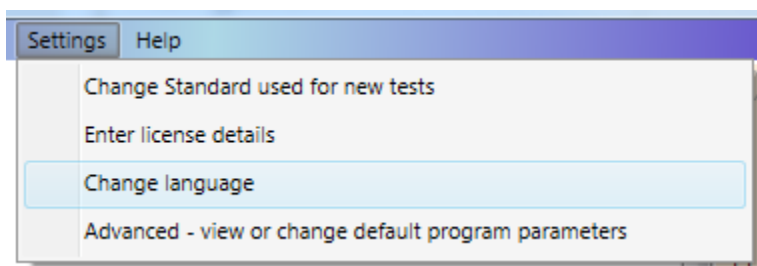 Settings Help
Change Standard used for new tests
Enter license details
Change language
Advanced - view or change default program parameters